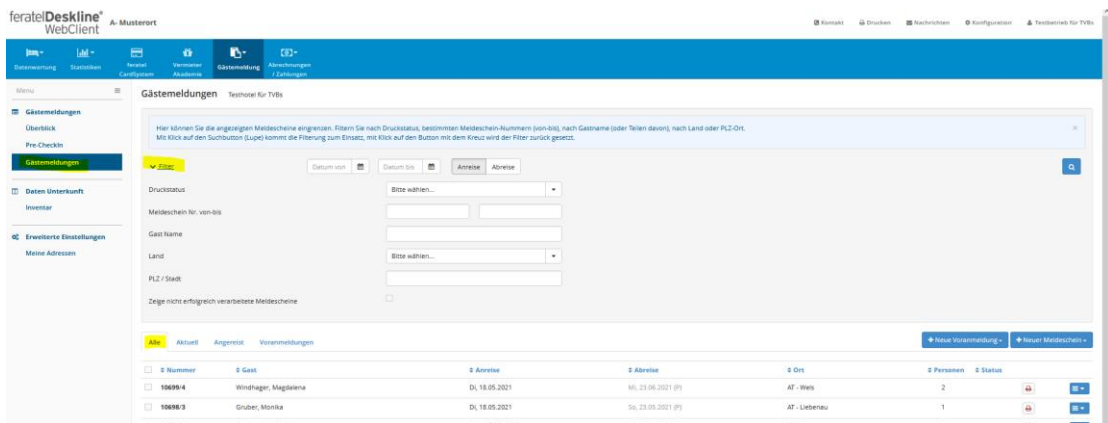 feratel Deskline® WebClient A- Musterort Kontakt Drucken Nachrichten Konfiguration Testbetrieb für TVBs
Datenwartung Statistiken feratel CardSystem Vermieter Akademie Gästemeldung Abrechnungen / Zahlungen
Menu
Gästemeldungen
Überblick
Pre-CheckIn
Gästemeldungen
Daten Unterkunft
Inventar
Erweiterte Einstellungen
Meine Adressen
Gästemeldungen Testhotel für TVBs
Hier können Sie die angezeigten Meldescheine eingrenzen. Filtern Sie nach Druckstatus, bestimmten Meldeschein-Nummern (von-bis), nach Gastname (oder Teilen davon), nach Land oder PLZ-Ort.
Mit Klick auf den Suchbutton (Lupe) kommt die Filterung zum Einsatz, mit Klick auf den Button mit dem Kreuz wird der Filter zurück gesetzt.
Filter Datum von Datum bis Anreise Abreise
Druckstatus Bitte wählen...
Meldeschein Nr. von-bis
Gast Name
Land Bitte wählen...
PLZ / Stadt
Zeige nicht erfolgreich verarbeitete Meldescheine
Alle Aktuell Angereist Voranmeldungen + Neue Voranmeldung + Neuer Meldeschein
Nummer Gast Anreise Abreise Ort Personen Status
10699/4 Windhager, Magdalena Di, 18.05.2021 Mi, 23.06.2021 (P) AT - Wels 2
10698/3 Gruber, Monika Di, 18.05.2021 So, 23.05.2021 (P) AT - Liebenau 1